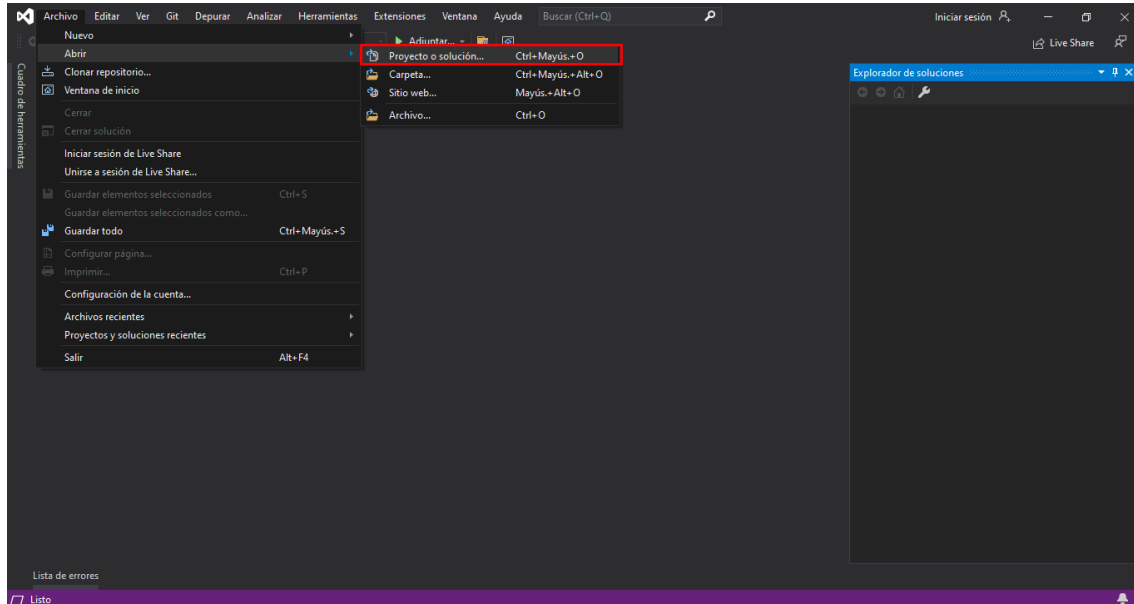 Archivo Editar Ver Git Depurar Analizar Herramientas Extensiones Ventana Ayuda Buscar (Ctrl+Q) Iniciar sesión
Adjuntar... Live Share
Nuevo
Abrir
Clonar repositorio...
Ventana de inicio
Cerrar
Cerrar solución
Iniciar sesión de Live Share
Unirse a sesión de Live Share...
Guardar elementos seleccionados Ctrl+S
Guardar elementos seleccionados como...
Guardar todo Ctrl+Mayús.+S
Configurar página...
Imprimir... Ctrl+P
Configuración de la cuenta...
Archivos recientes
Proyectos y soluciones recientes
Salir Alt+F4
Proyecto o solución... Ctrl+Mayús.+O
Carpeta... Ctrl+Mayús.+Alt+O
Sitio web... Mayús.+Alt+O
Archivo... Ctrl+O
Cuadro de herramientas
Explorador de soluciones
Lista de errores
Listo